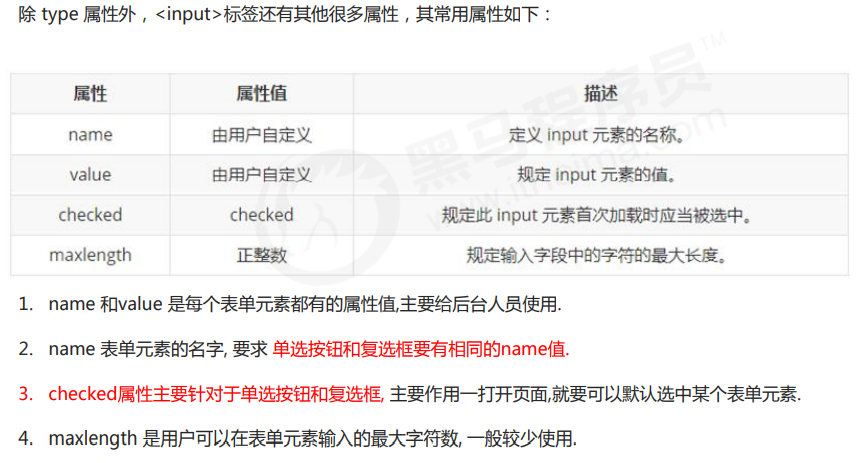 除 type 属性外，<input>标签还有其他很多属性，其常用属性如下：
属性 属性值 描述
name 由用户自定义 定义 input 元素的名称。
value 由用户自定义 规定 input 元素的值。
checked checked 规定此 input 元素首次加载时应当被选中。
maxlength 正整数 规定输入字段中的字符的最大长度。
黑马程序员™
www.itheima.com
1. name 和value 是每个表单元素都有的属性值,主要给后台人员使用.
2. name 表单元素的名字, 要求 单选按钮和复选框要有相同的name值.
3. checked属性主要针对于单选按钮和复选框, 主要作用一打开页面,就要可以默认选中某个表单元素.
4. maxlength 是用户可以在表单元素输入的最大字符数, 一般较少使用.